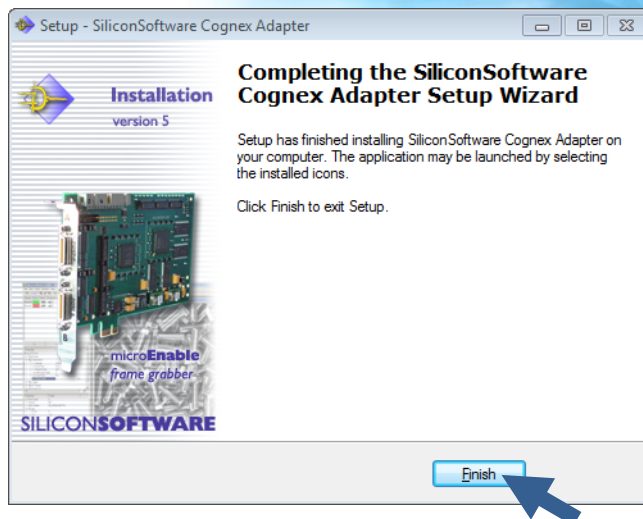 Setup - SiliconSoftware Cognex Adapter
Installation
version 5
microEnable
frame grabber
SILICONSOFTWARE
Completing the SiliconSoftware
Cognex Adapter Setup Wizard
Setup has finished installing SiliconSoftware Cognex Adapter on
your computer. The application may be launched by selecting
the installed icons.
Click Finish to exit Setup.
Finish